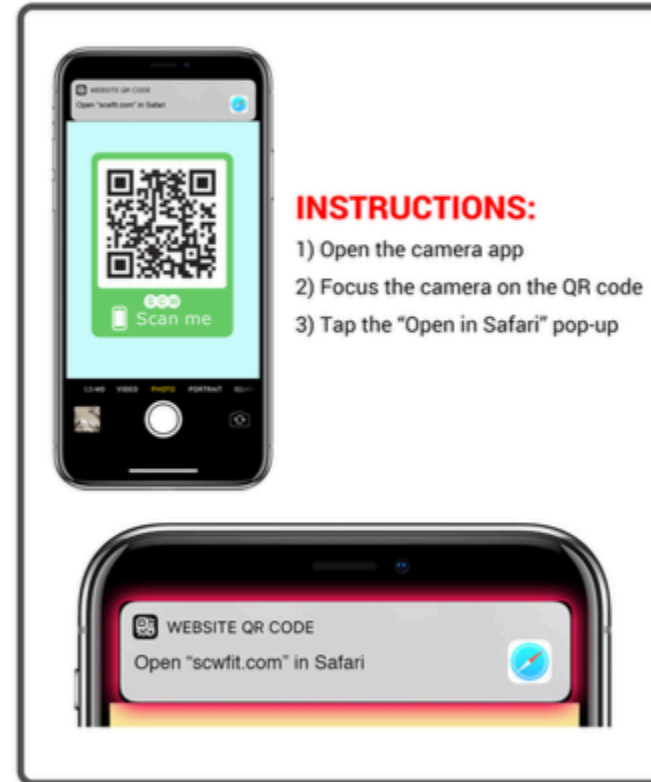 WEBSITE QR CODE
Open "scwfit.com" in Safari
SCW
Scan me
VIDEO PHOTO PORTRAIT
INSTRUCTIONS:
1) Open the camera app
2) Focus the camera on the QR code
3) Tap the “Open in Safari” pop-up
WEBSITE QR CODE
Open “scwfit.com” in Safari